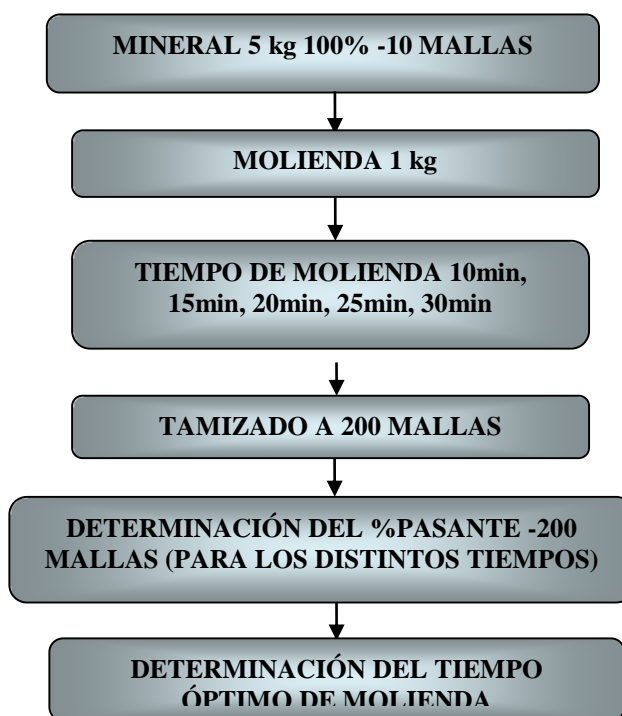 MINERAL 5 kg 100% -10 MALLAS
MOLIENDA 1 kg
TIEMPO DE MOLIENDA 10min,
15min, 20min, 25min, 30min
TAMIZADO A 200 MALLAS
DETERMINACIÓN DEL %PASANTE -200
MALLAS (PARA LOS DISTINTOS TIEMPOS)
DETERMINACIÓN DEL TIEMPO
ÓPTIMO DE MOLIENDA